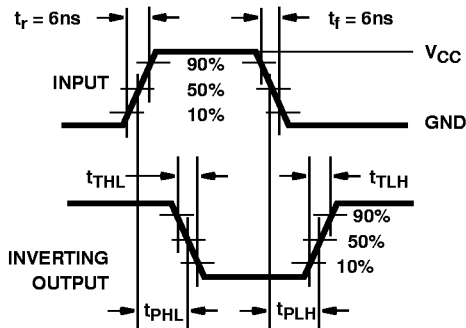 tr = 6ns
tf = 6ns
VCC
INPUT
90%
50%
10%
GND
tTHL
tTLH
90%
50%
10%
INVERTING
OUTPUT
tPHL
tPLH